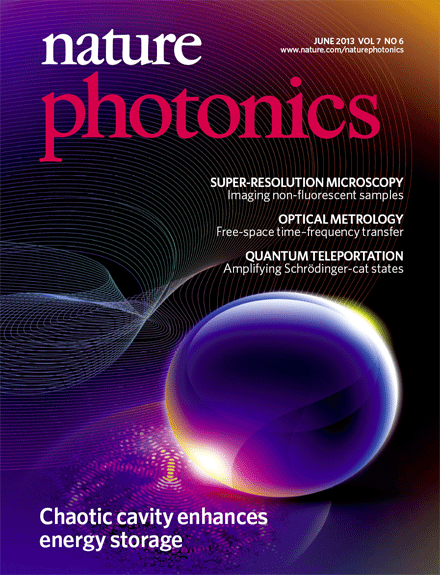 nature
photonics
JUNE 2013 VOL 7 NO 6
www.nature.com/naturephotonics
SUPER-RESOLUTION MICROSCOPY
Imaging non-fluorescent samples
OPTICAL METROLOGY
Free-space time–frequency transfer
QUANTUM TELEPORTATION
Amplifying Schrödinger-cat states
Chaotic cavity enhances
energy storage